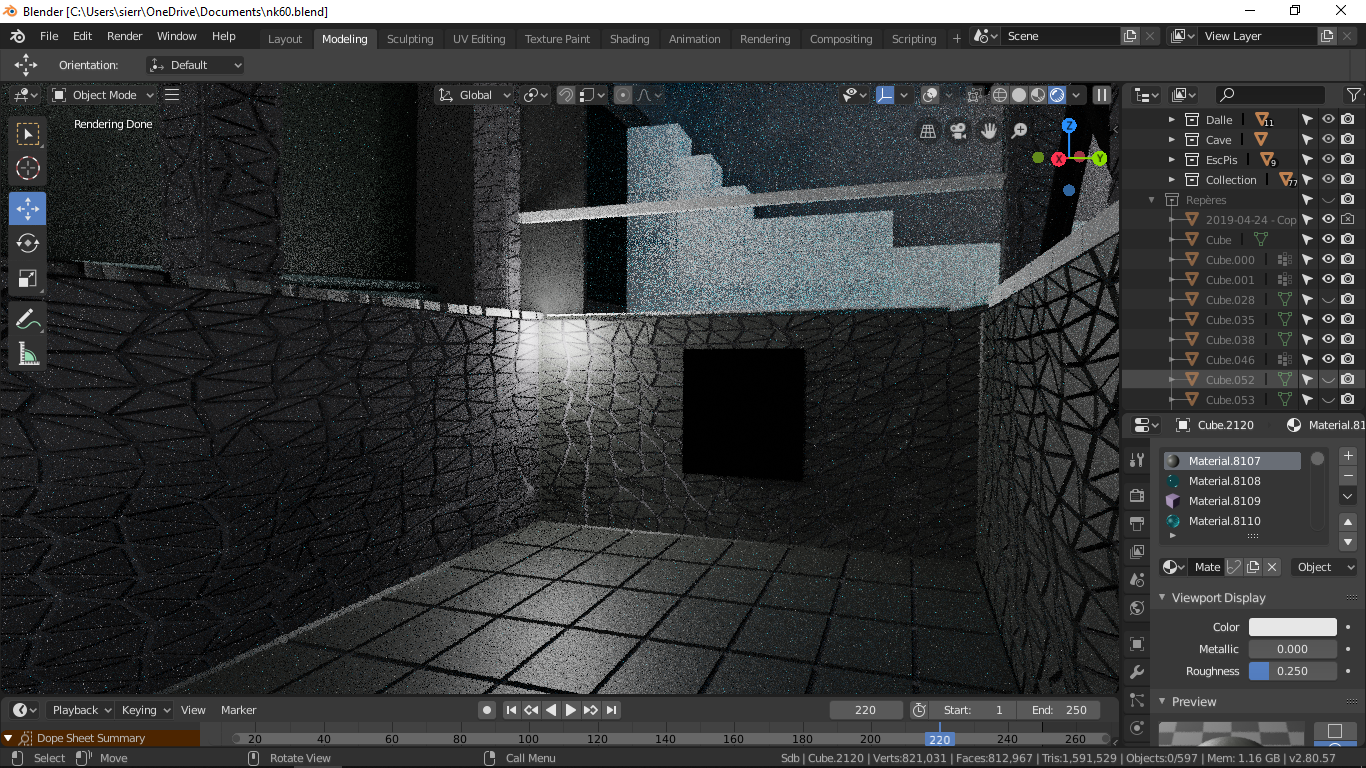 Blender [C:\Users\sierr\OneDrive\Documents\nk60.blend]
File Edit Render Window Help Layout Modeling Sculpting UV Editing Texture Paint Shading Animation Rendering Compositing Scripting + Scene View Layer
Orientation: Default
Object Mode Global
Rendering Done
Z
X
Y
Dalle 11
Cave
EscPis 9
Collection 77
Repères
2019-04-24 - Cop
Cube
Cube.000
Cube.001
Cube.028
Cube.035
Cube.038
Cube.046
Cube.052
Cube.053
Cube.2120 Material.81
Material.8107
Material.8108
Material.8109
Material.8110
Mate Object
Viewport Display
Color
Metallic 0.000
Roughness 0.250
Preview
Playback Keying View Marker 220 Start: 1 End: 250
Dope Sheet Summary 20 40 60 80 100 120 140 160 180 200 220 240 260
Select Move Rotate View Call Menu Sdb | Cube.2120 | Verts:821,031 | Faces:812,967 | Tris:1,591,529 | Objects:0/597 | Mem: 1.16 GB | v2.80.57